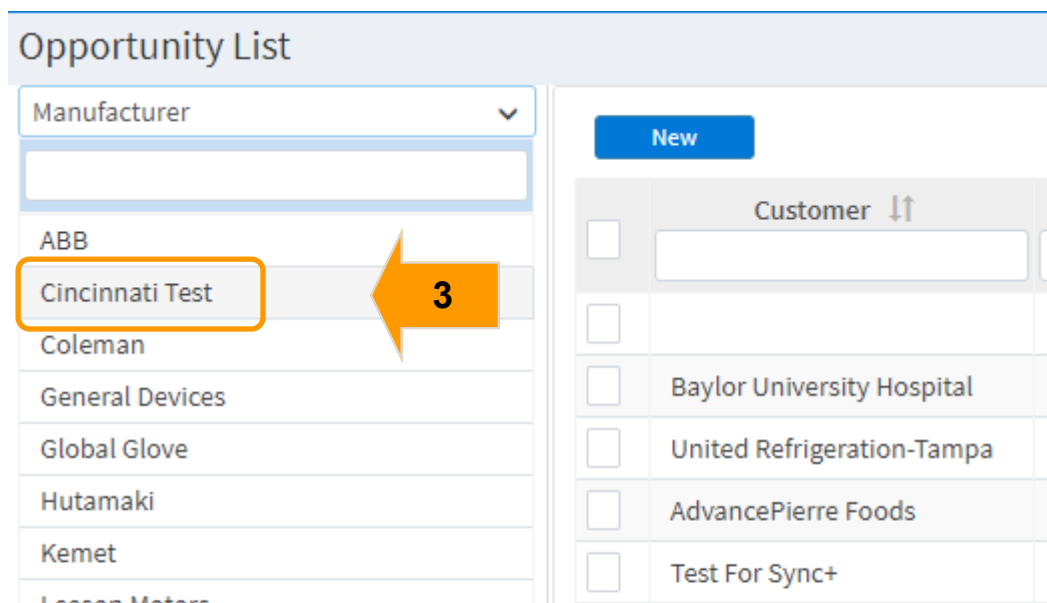 Opportunity List
Manufacturer
ABB
Cincinnati Test
3
Coleman
General Devices
Global Glove
Hutamaki
Kemet
New
Customer
Baylor University Hospital
United Refrigeration-Tampa
AdvancePierre Foods
Test For Sync+